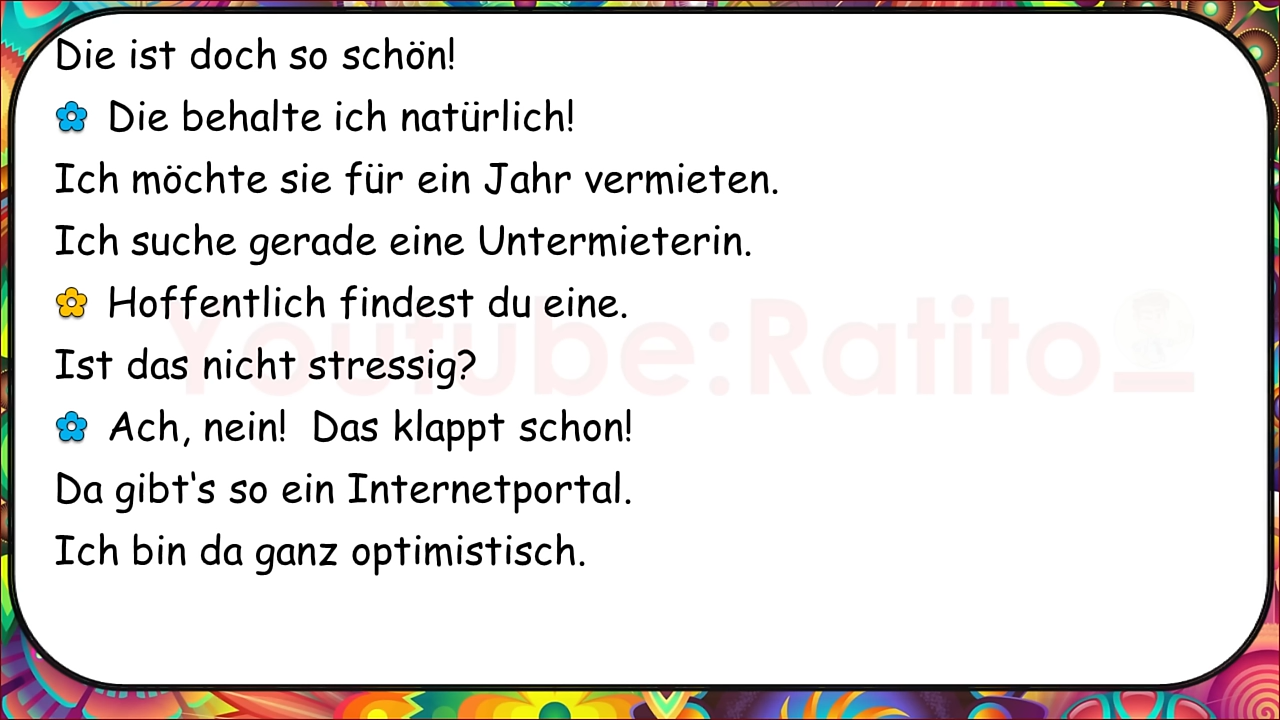 Die ist doch so schön!
Die behalte ich natürlich!
Ich möchte sie für ein Jahr vermieten.
Ich suche gerade eine Untermieterin.
Hoffentlich findest du eine.
Youtube:Ratito
Ist das nicht stressig?
Ach, nein!  Das klappt schon!
Da gibt's so ein Internetportal.
Ich bin da ganz optimistisch.